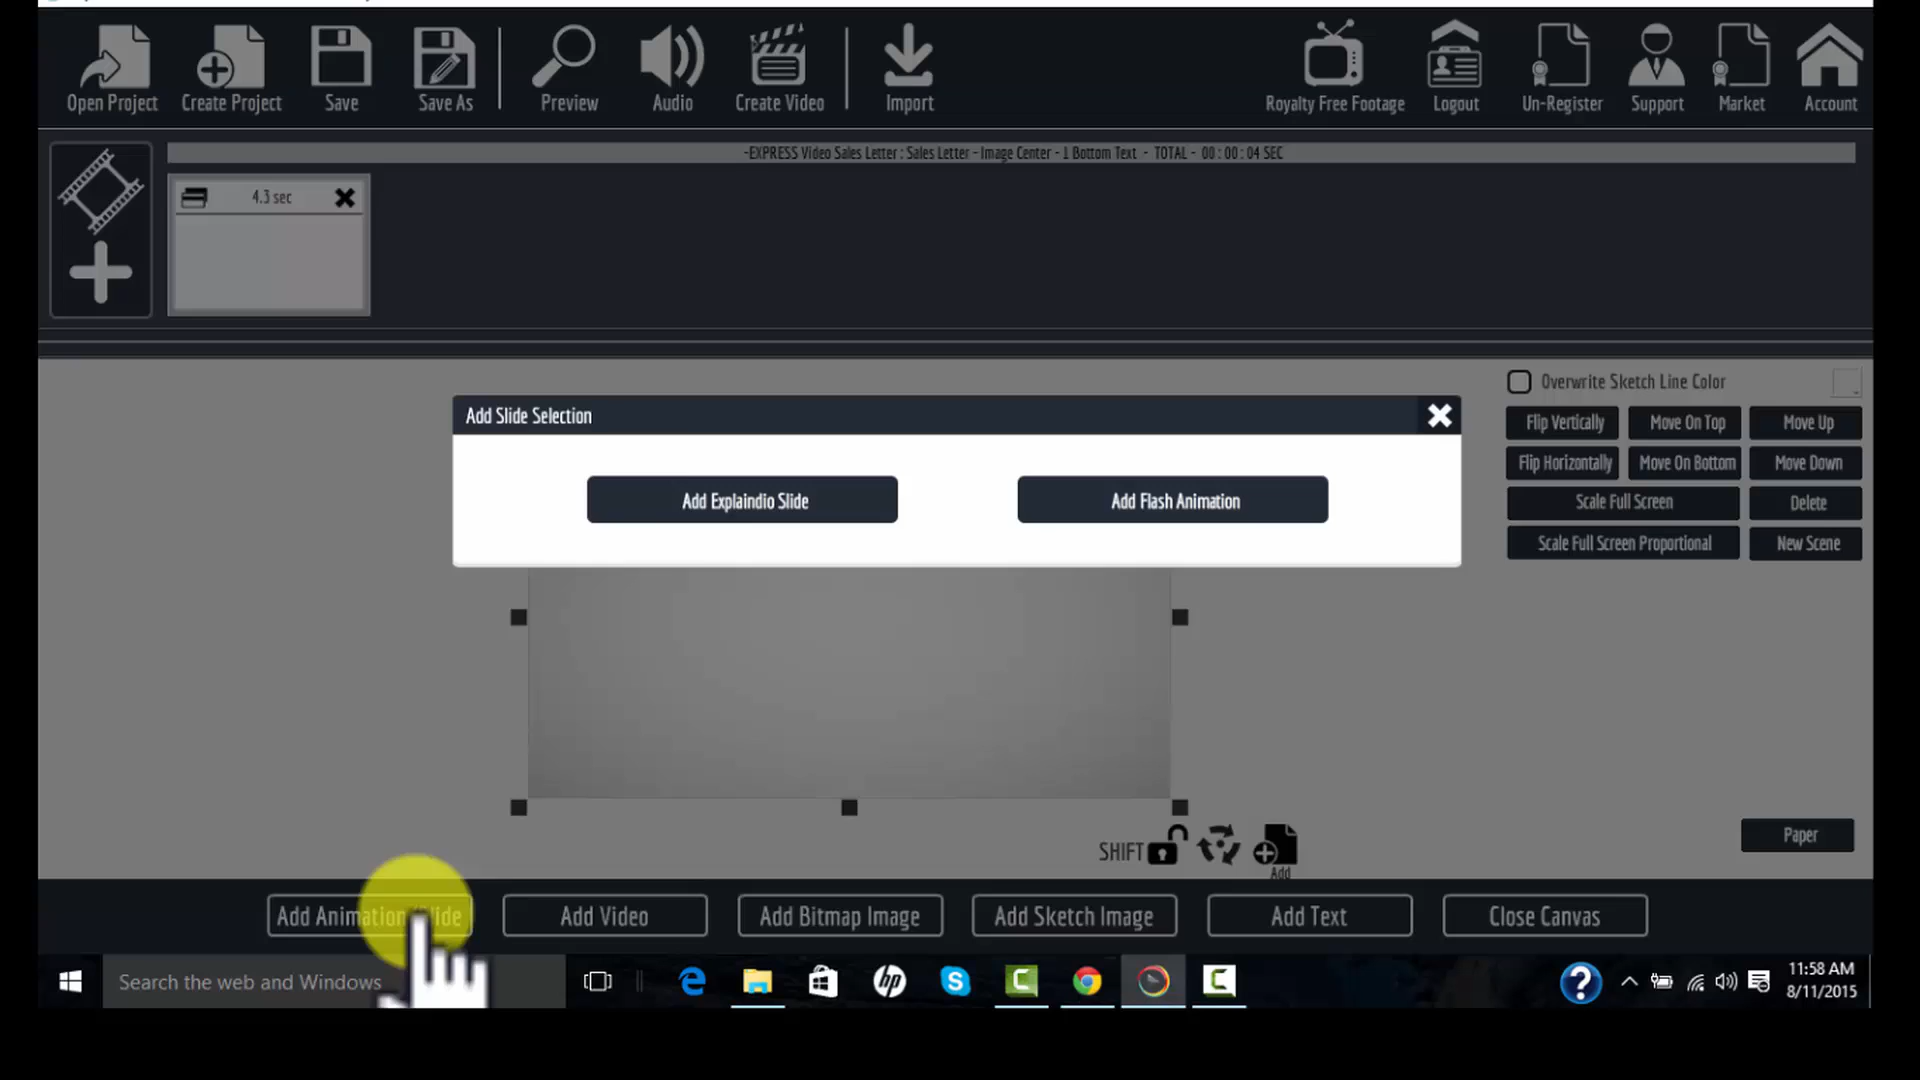 Open Project
Create Project
Save
Save As
Preview
Audio
Create Video
Import
Royalty Free Footage
Logout
Un-Register
Support
Market
Account
-EXPRESS Video Sales Letter : Sales Letter - Image Center - 1 Bottom Text - TOTAL - 00 : 00 : 04 SEC
4.3 sec
Overwrite Sketch Line Color
Add Slide Selection
Flip Vertically
Move On Top
Move Up
Flip Horizontally
Move On Bottom
Move Down
Add Explaindio Slide
Add Flash Animation
Scale Full Screen
Delete
Scale Full Screen Proportional
New Scene
Paper
SHIFT
Add
Add Animation Slide
Add Video
Add Bitmap Image
Add Sketch Image
Add Text
Close Canvas
Search the web and Windows
hp
11:58 AM
8/11/2015